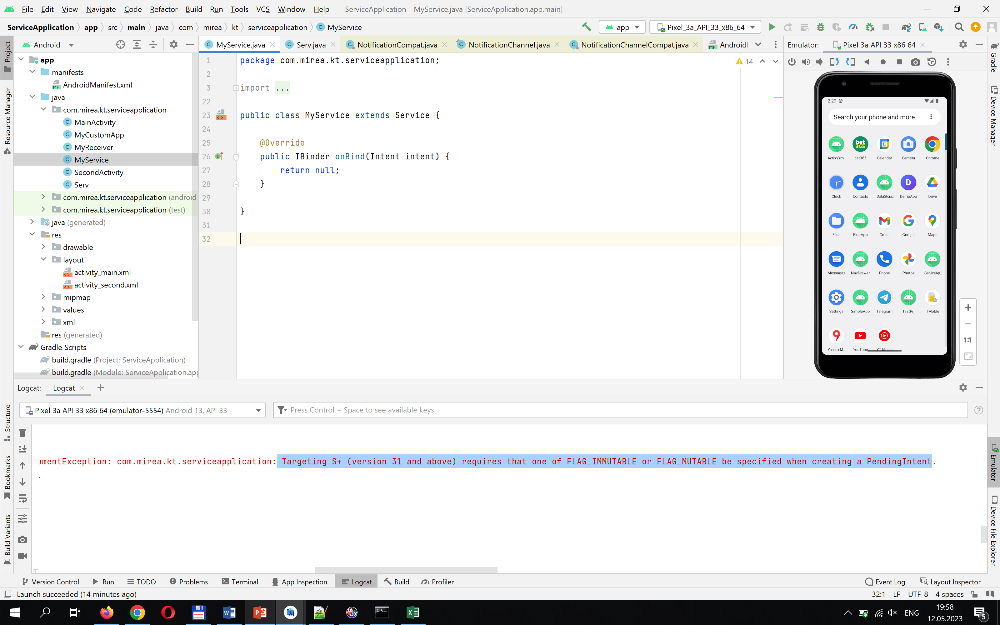 File Edit View Navigate Code Refactor Build Run Tools VCS Window Help ServiceApplication - MyService.java [ServiceApplication.app.main]
ServiceApplication app src main java com mirea kt serviceapplication MyService app Pixel_3a_API_33_x86_64
Android
MyService.java Serv.java NotificationCompat.java NotificationChannel.java NotificationChannelCompat.java Android
Emulator: Pixel 3a API 33 x86 64
Project
Resource Manager
Structure
Bookmarks
Build Variants
app
manifests
AndroidManifest.xml
java
com.mirea.kt.serviceapplication
MainActivity
MyCustomApp
MyReceiver
MyService
SecondActivity
Serv
com.mirea.kt.serviceapplication (android
com.mirea.kt.serviceapplication (test)
java (generated)
res
drawable
layout
activity_main.xml
activity_second.xml
mipmap
values
xml
res (generated)
Gradle Scripts
build.gradle (Project: ServiceApplication)
build.gradle (Module: ServiceApplication.app
1 package com.mirea.kt.serviceapplication;
14
2
3 import ...
22
23 public class MyService extends Service {
24
25 @Override
26 public IBinder onBind(Intent intent) {
27 return null;
28 }
29
30 }
31
32
2:29
Search your phone and more
bet365
12
ActionSim... bet365 Calendar Camera Chrome
D
Clock Contacts DataStora... DemoApp Drive
Files FirstApp Gmail Google Maps
Messages NavDrawer Phone Photos ServiceAp...
Settings SimpleApp Telegram TestPrj TMoble
Yandex.M... YouTube YT Music
1:1
Gradle
Device Manager
Emulator
Device File Explorer
Logcat: Logcat
Pixel 3a API 33 x86 64 (emulator-5554) Android 13, API 33
Press Control + Space to see available keys
umentException: com.mirea.kt.serviceapplication: Targeting S+ (version 31 and above) requires that one of FLAG_IMMUTABLE or FLAG_MUTABLE be specified when creating a PendingIntent.
Version Control Run TODO Problems Terminal App Inspection Logcat Build Profiler Event Log Layout Inspector
Launch succeeded (14 minutes ago) 32:1 LF UTF-8 4 spaces
ENG
19:58
12.05.2023
5